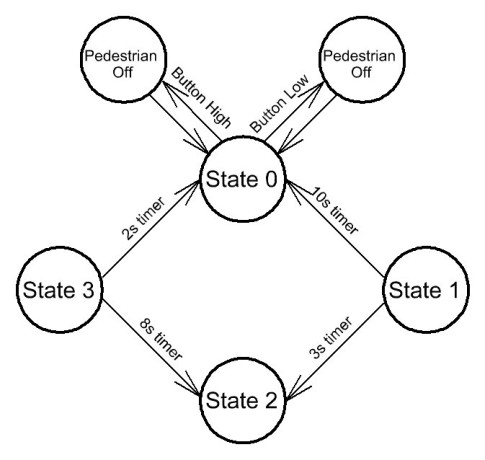 Pedestrian
Off
Pedestrian
Off
Button High
Button Low
State 0
2s timer
10s timer
State 3
State 1
8s timer
3s timer
State 2